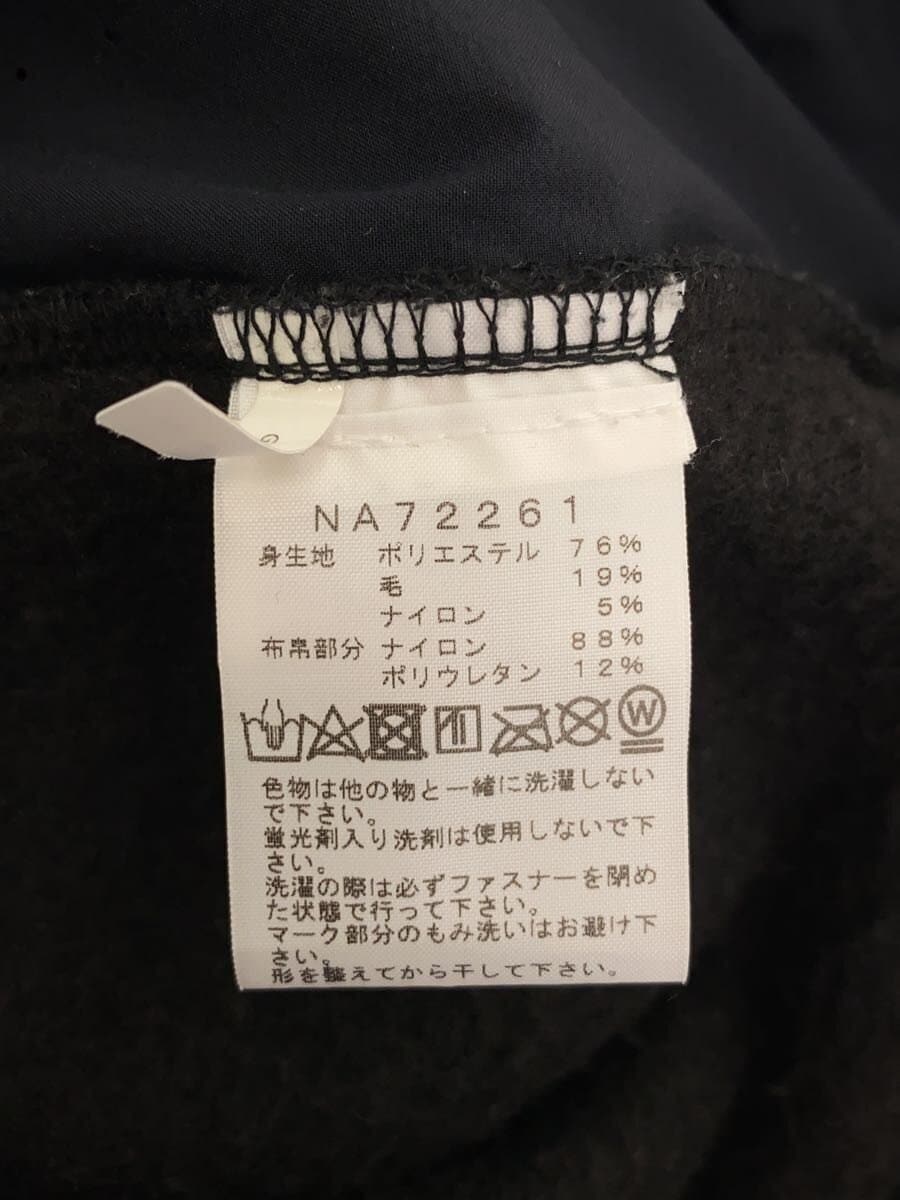 G
NA72261
身生地 ポリエステル 76%
毛 19%
ナイロン 5%
布帛部分 ナイロン 88%
ポリウレタン 12%
W
色物は他の物と一緒に洗濯しない
で下さい。
蛍光剤入り洗剤は使用しないで下
さい。
洗濯の際は必ずファスナーを閉め
た状態で行って下さい。
マーク部分のもみ洗いはお避け下
さい。
形を整えてから干して下さい。